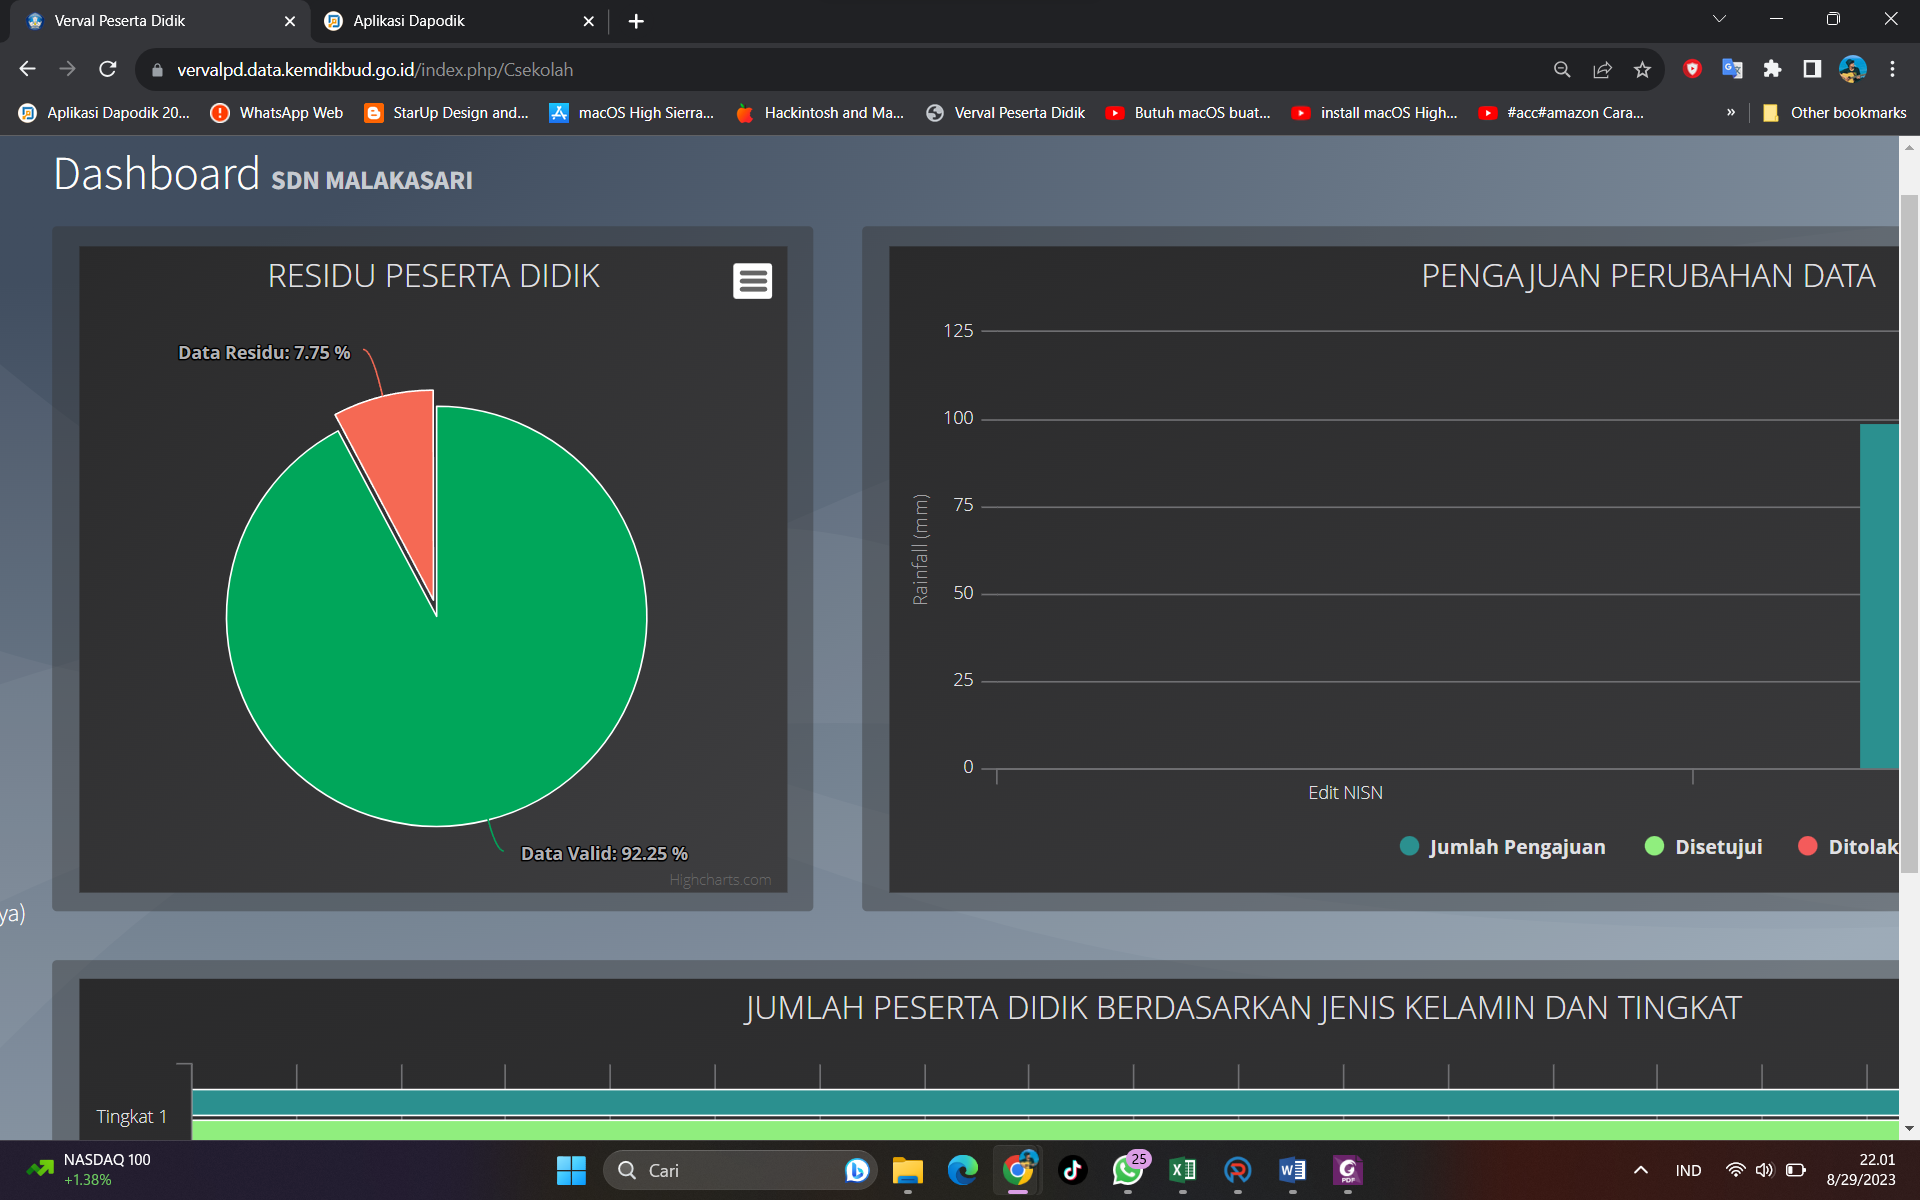 Verval Peserta Didik
Aplikasi Dapodik
vervalpd.data.kemdikbud.go.id/index.php/Csekolah
Aplikasi Dapodik 20...
WhatsApp Web
StarUp Design and...
macOS High Sierra...
Hackintosh and Ma...
Verval Peserta Didik
Butuh macOS buat...
install macOS High...
#acc#amazon Cara...
»
Other bookmarks
Dashboard SDN MALAKASARI
RESIDU PESERTA DIDIK
Data Residu: 7.75 %
Data Valid: 92.25 %
Highcharts.com
PENGAJUAN PERUBAHAN DATA
125
100
75
50
25
0
Rainfall (mm)
Edit NISN
Jumlah Pengajuan
Disetujui
Ditolak
ya)
JUMLAH PESERTA DIDIK BERDASARKAN JENIS KELAMIN DAN TINGKAT
Tingkat 1
NASDAQ 100
+1.38%
Cari
25
IND
22.01
8/29/2023